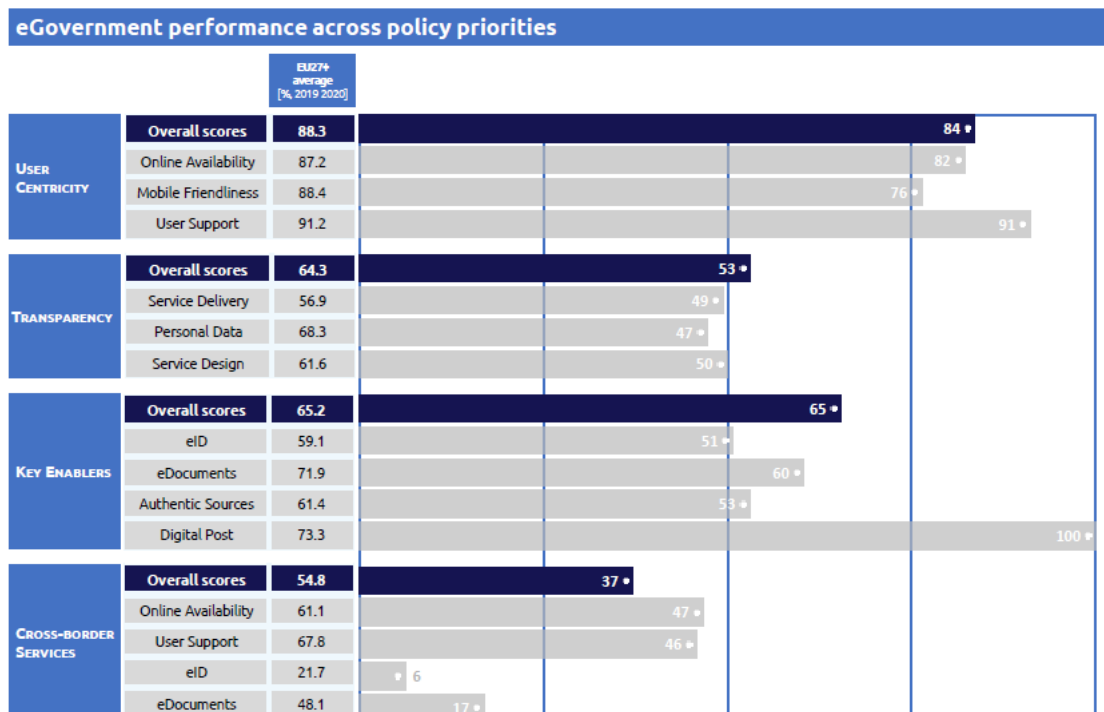 eGovernment performance across policy priorities
EU27+
average
[%, 2019 2020]
USER
CENTRICITY
Overall scores 88.3 84
Online Availability 87.2 82
Mobile Friendliness 88.4 76
User Support 91.2 91
TRANSPARENCY
Overall scores 64.3 53
Service Delivery 56.9 49
Personal Data 68.3 47
Service Design 61.6 50
KEY ENABLERS
Overall scores 65.2 65
eID 59.1 51
eDocuments 71.9 60
Authentic Sources 61.4 53
Digital Post 73.3 100
CROSS-BORDER
SERVICES
Overall scores 54.8 37
Online Availability 61.1 47
User Support 67.8 46
eID 21.7 6
eDocuments 48.1 17